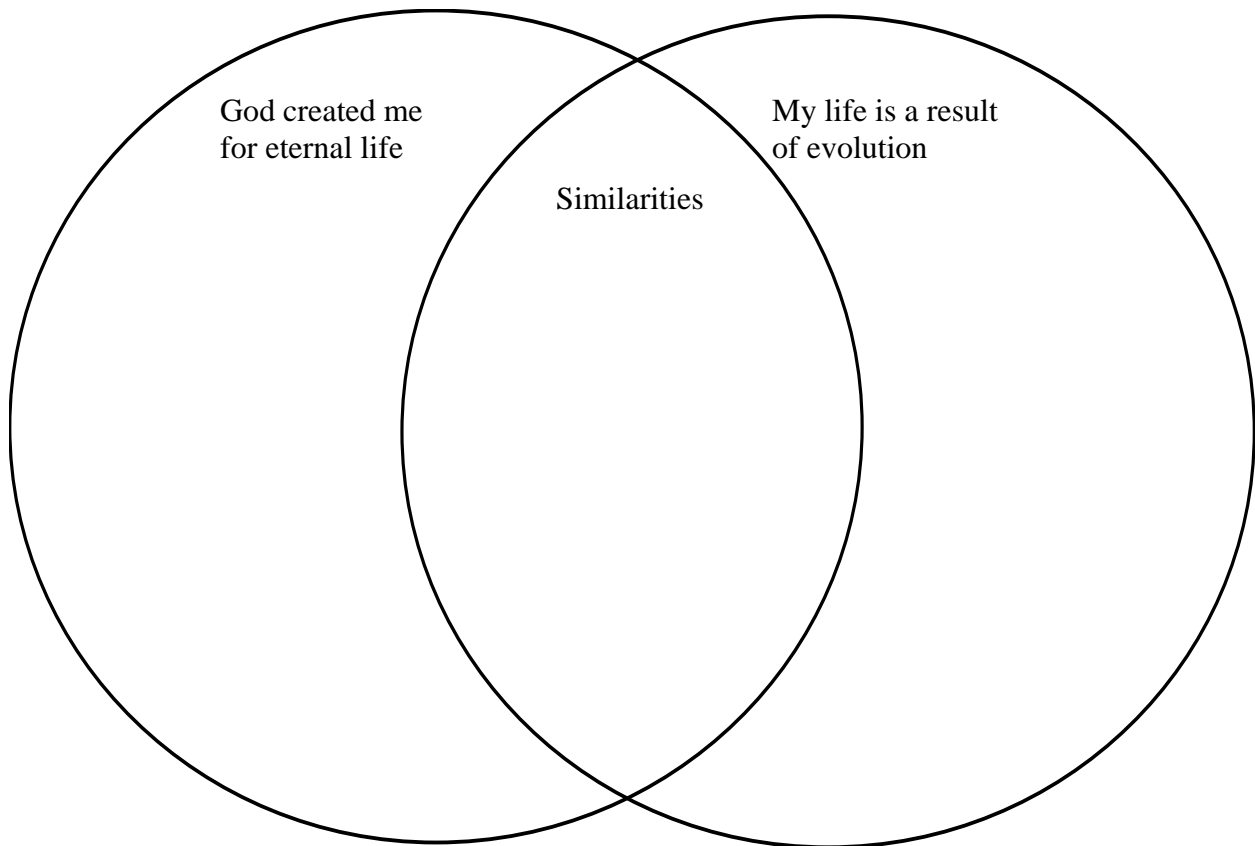 God created me
for eternal life
My life is a result
of evolution
Similarities